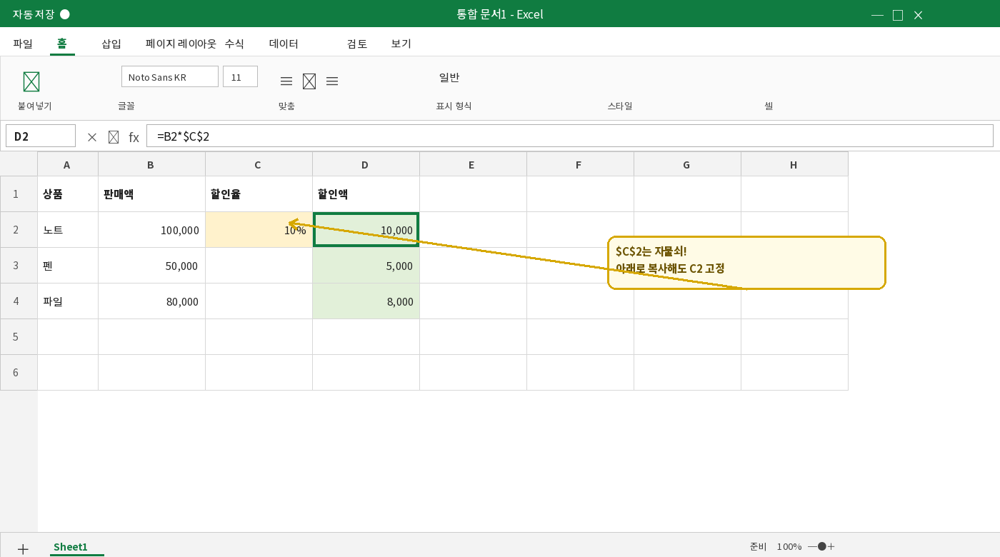 자동 저장
통합 문서1 - Excel
파일 홈 삽입 페이지 레이아웃 수식 데이터 검토 보기
Noto Sans KR 11 일반
붙여넣기 글꼴 맞춤 표시 형식 스타일 셀
D2 fx =B2*$C$2
A B C D E F G H
1 상품 판매액 할인율 할인액
2 노트 100,000 10% 10,000
$C$2는 자물쇠!
3 펜 50,000 5,000
아래로 복사해도 C2 고정
4 파일 80,000 8,000
5
6
Sheet1
준비 100%